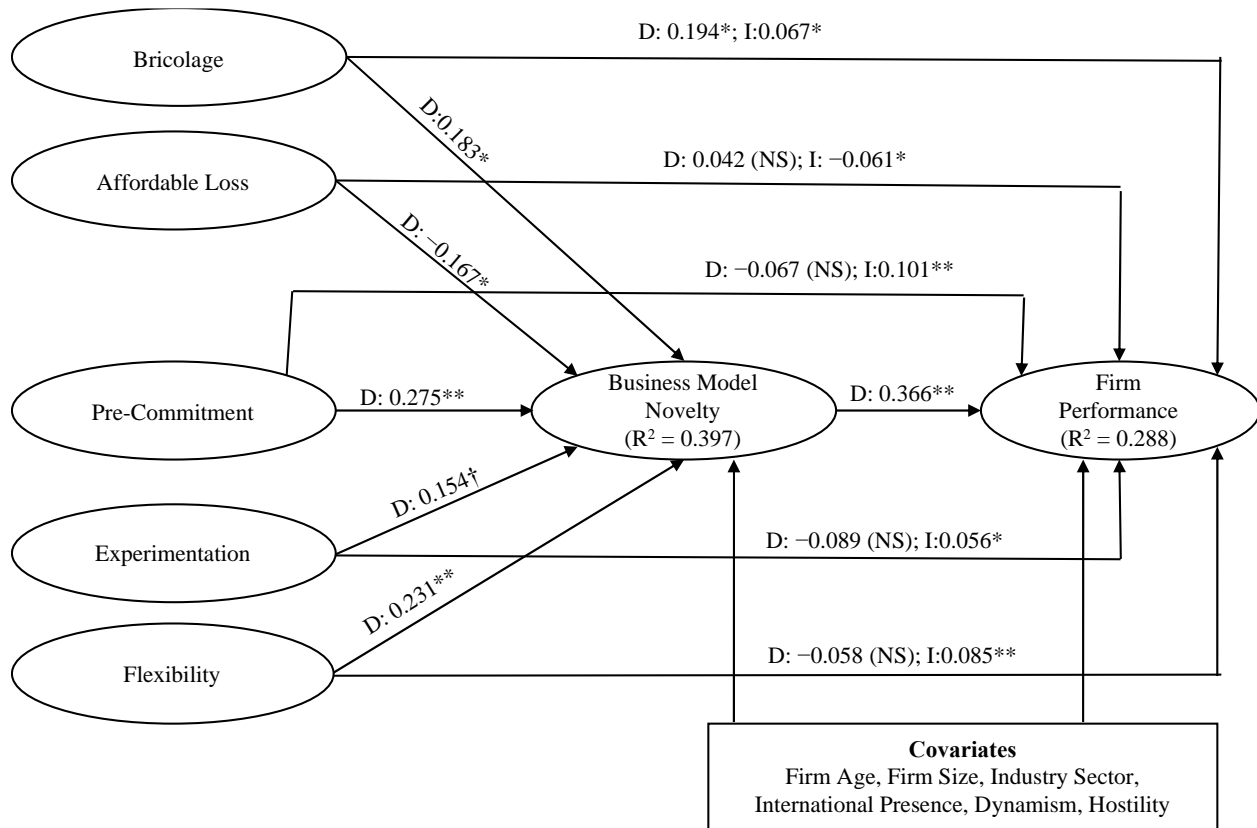 D: 0.194*; I:0.067*
Bricolage
D:0.183*
D: 0.042 (NS); I: −0.061*
Affordable Loss
D: −0.167*
D: −0.067 (NS); I:0.101**
Pre-Commitment
D: 0.275**
Business Model
Novelty
(R² = 0.397)
D: 0.366**
Firm
Performance
(R² = 0.288)
D: 0.154†
Experimentation
D: −0.089 (NS); I:0.056*
D: 0.231**
Flexibility
D: −0.058 (NS); I:0.085**
Covariates
Firm Age, Firm Size, Industry Sector,
International Presence, Dynamism, Hostility